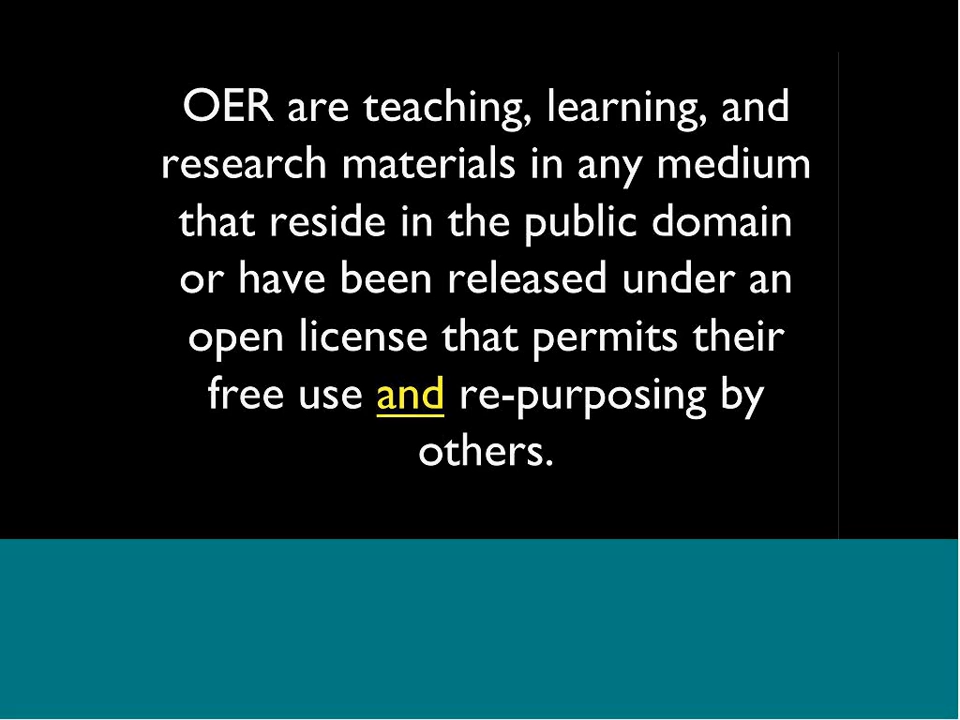 OER are teaching, learning, and
research materials in any medium
that reside in the public domain
or have been released under an
open license that permits their
free use and re-purposing by
others.